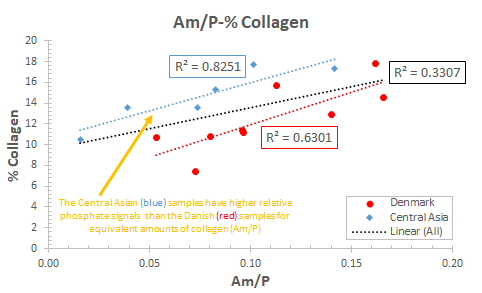 Am/P-% Collagen
20
18
16
14
12
10
8
6
4
2
0
% Collagen
R² = 0.8251
R² = 0.3307
R² = 0.6301
The Central Asian (blue) samples have higher relative
phosphate signals than the Danish (red) samples for
equivalent amounts of collagen (Am/P)
Denmark
Central Asia
Linear (All)
0.00 0.05 0.10 0.15 0.20
Am/P